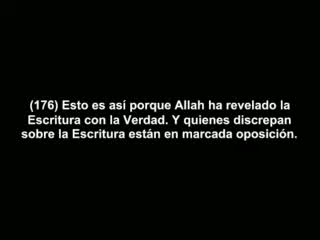 (176) Esto es así porque Allah ha revelado la
Escritura con la Verdad. Y quienes discrepan
sobre la Escritura están en marcada oposición.